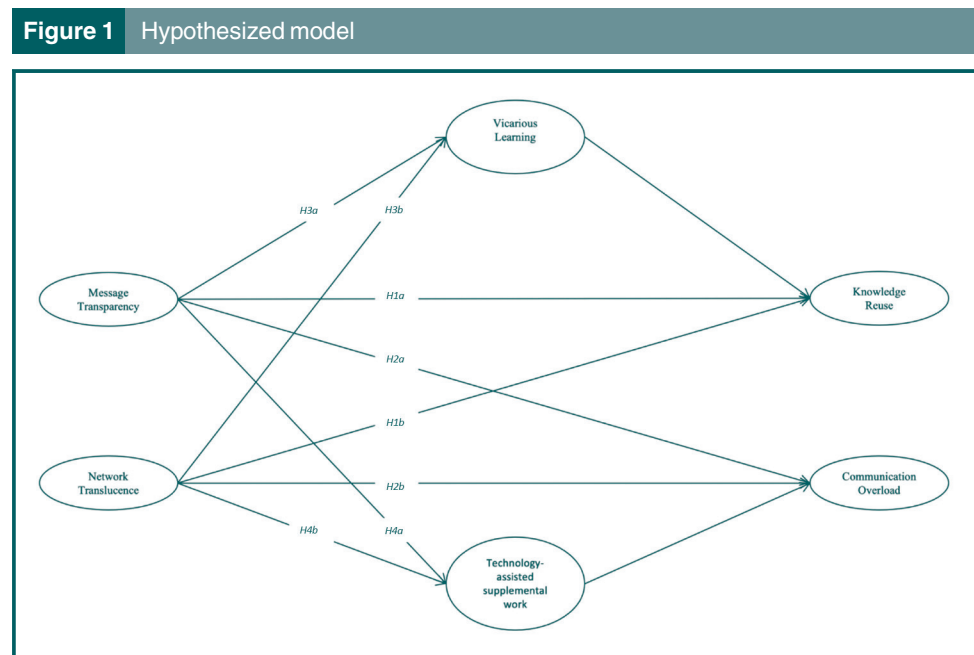 Figure 1 Hypothesized model
Vicarious
Learning
H3a
H3b
Message
Transparency
H1a
Knowledge
Reuse
H2a
H1b
Network
Translucence
H2b
Communication
Overload
H4b
H4a
Technology-
assisted
supplemental
work